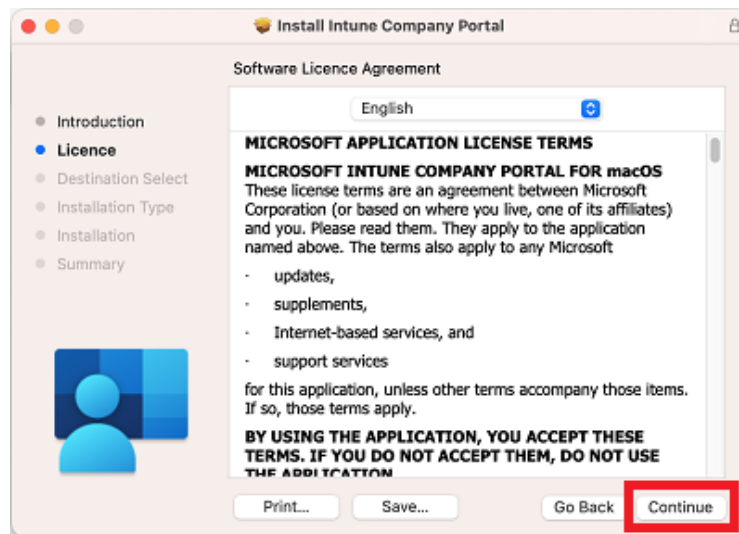 Install Intune Company Portal
Software Licence Agreement
Introduction
Licence
Destination Select
Installation Type
Installation
Summary
English
MICROSOFT APPLICATION LICENSE TERMS
MICROSOFT INTUNE COMPANY PORTAL FOR macOS
These license terms are an agreement between Microsoft
Corporation (or based on where you live, one of its affiliates)
and you. Please read them. They apply to the application
named above. The terms also apply to any Microsoft
· updates,
· supplements,
· Internet-based services, and
· support services
for this application, unless other terms accompany those items.
If so, those terms apply.
BY USING THE APPLICATION, YOU ACCEPT THESE
TERMS. IF YOU DO NOT ACCEPT THEM, DO NOT USE
THE APPLICATION
Print...
Save...
Go Back
Continue